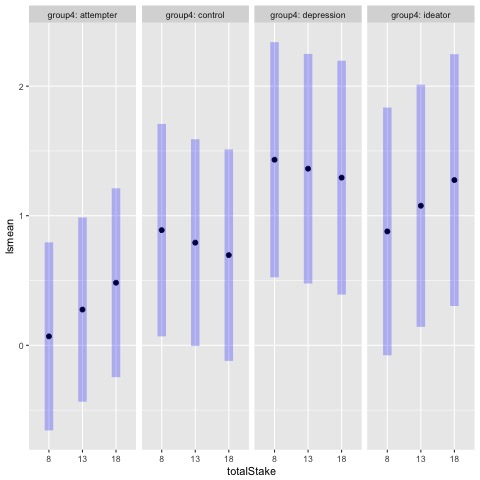 group4: attempter group4: control group4: depression group4: ideator
2
1
0
lsmean
8 13 18 8 13 18 8 13 18 8 13 18
totalStake